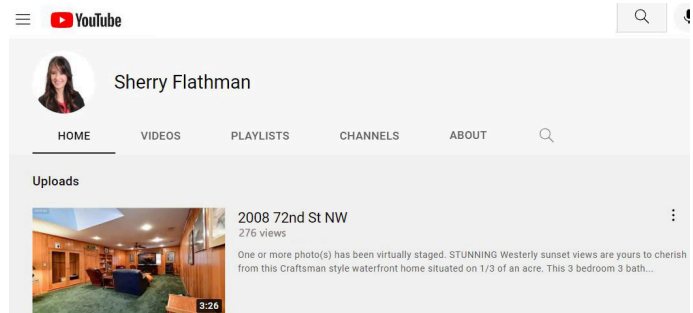 YouTube
Sherry Flathman
HOME VIDEOS PLAYLISTS CHANNELS ABOUT
Uploads
2008 72nd St NW
276 views
One or more photo(s) has been virtually staged. STUNNING Westerly sunset views are yours to cherish
from this Craftsman style waterfront home situated on 1/3 of an acre. This 3 bedroom 3 bath...
3:26